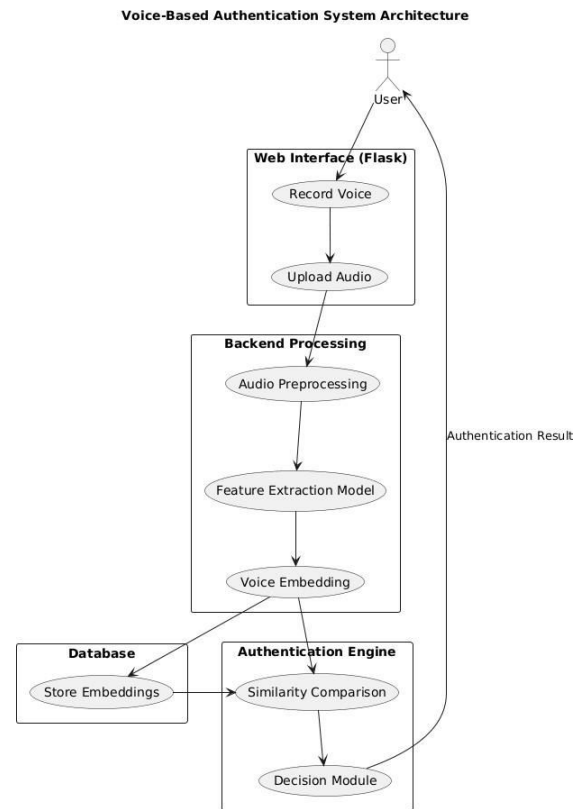 Voice-Based Authentication System Architecture
User
Web Interface (Flask)
Record Voice
Upload Audio
Backend Processing
Audio Preprocessing
Authentication Result
Feature Extraction Model
Voice Embedding
Database
Authentication Engine
Store Embeddings
Similarity Comparison
Decision Module